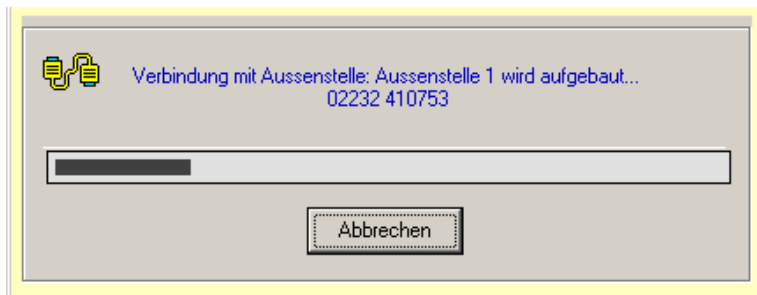 Verbindung mit Aussenstelle: Aussenstelle 1 wird aufgebaut...
02232 410753
Abbrechen